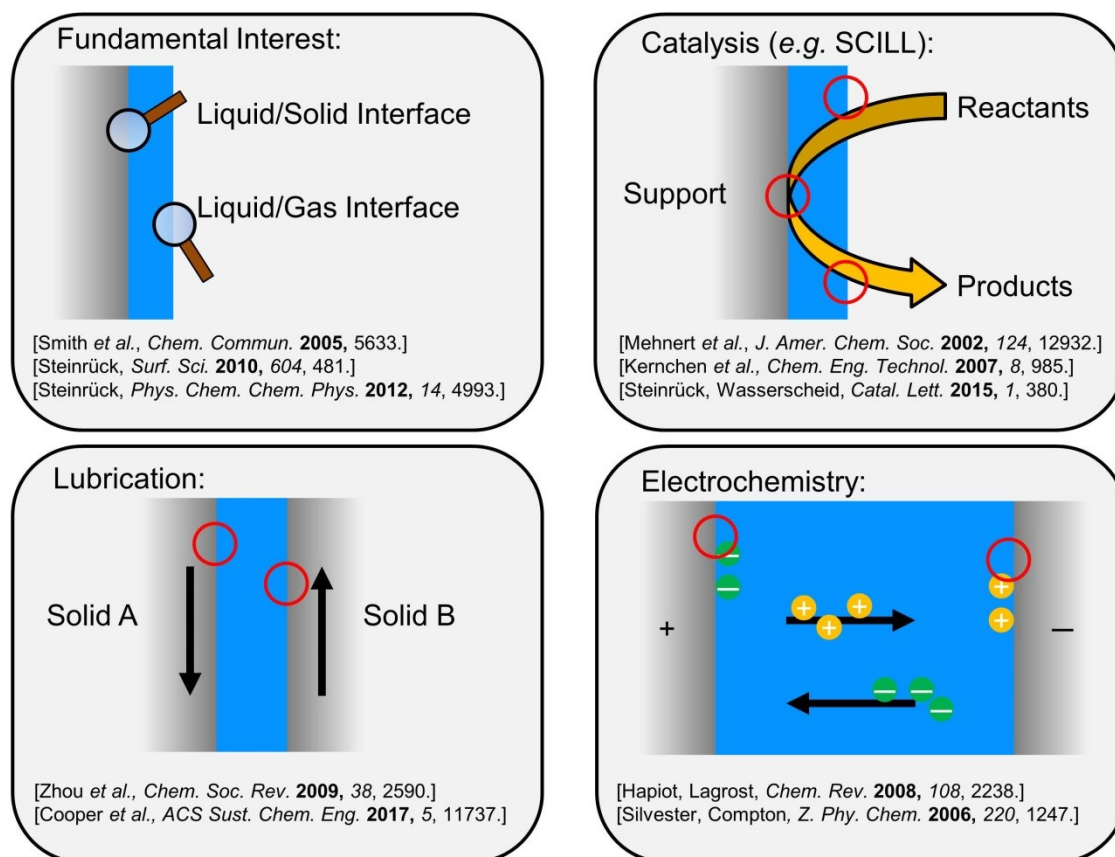 Fundamental Interest:
Liquid/Solid Interface
Liquid/Gas Interface
[Smith et al., Chem. Commun. 2005, 5633.]
[Steinrück, Surf. Sci. 2010, 604, 481.]
[Steinrück, Phys. Chem. Chem. Phys. 2012, 14, 4993.]
Catalysis (e.g. SCILL):
Reactants
Support
Products
[Mehnert et al., J. Amer. Chem. Soc. 2002, 124, 12932.]
[Kernchen et al., Chem. Eng. Technol. 2007, 8, 985.]
[Steinrück, Wasserscheid, Catal. Lett. 2015, 1, 380.]
Lubrication:
Solid A
Solid B
[Zhou et al., Chem. Soc. Rev. 2009, 38, 2590.]
[Cooper et al., ACS Sust. Chem. Eng. 2017, 5, 11737.]
Electrochemistry:
−
−
+ + +
+
+
+
−
− − −
[Hapiot, Lagrost, Chem. Rev. 2008, 108, 2238.]
[Silvester, Compton, Z. Phy. Chem. 2006, 220, 1247.]